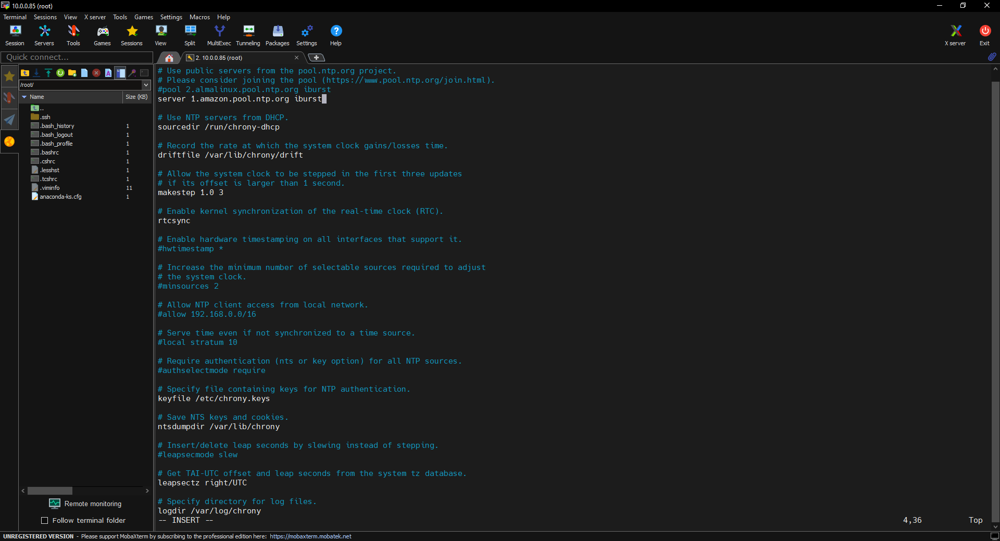 10.0.0.85 (root)
Terminal Sessions View X server Tools Games Settings Macros Help
Session Servers Tools Games Sessions View Split MultiExec Tunneling Packages Settings Help X server Exit
Quick connect...
2. 10.0.0.85 (root)
/root/
Name Size (KB)
..
.ssh
.bash_history 1
.bash_logout 1
.bash_profile 1
.bashrc 1
.cshrc 1
.lesshst 1
.tcshrc 1
.viminfo 11
anaconda-ks.cfg 1
Remote monitoring
Follow terminal folder
# Use public servers from the pool.ntp.org project.
# Please consider joining the pool (https://www.pool.ntp.org/join.html).
#pool 2.almalinux.pool.ntp.org iburst
server 1.amazon.pool.ntp.org iburst
# Use NTP servers from DHCP.
sourcedir /run/chrony-dhcp
# Record the rate at which the system clock gains/losses time.
driftfile /var/lib/chrony/drift
# Allow the system clock to be stepped in the first three updates
# if its offset is larger than 1 second.
makestep 1.0 3
# Enable kernel synchronization of the real-time clock (RTC).
rtcsync
# Enable hardware timestamping on all interfaces that support it.
#hwtimestamp *
# Increase the minimum number of selectable sources required to adjust
# the system clock.
#minsources 2
# Allow NTP client access from local network.
#allow 192.168.0.0/16
# Serve time even if not synchronized to a time source.
#local stratum 10
# Require authentication (nts or key option) for all NTP sources.
#authselectmode require
# Specify file containing keys for NTP authentication.
keyfile /etc/chrony.keys
# Save NTS keys and cookies.
ntsdumpdir /var/lib/chrony
# Insert/delete leap seconds by slewing instead of stepping.
#leapsecmode slew
# Get TAI-UTC offset and leap seconds from the system tz database.
leapsectz right/UTC
# Specify directory for log files.
logdir /var/log/chrony
-- INSERT -- 4,36 Top
UNREGISTERED VERSION - Please support MobaXterm by subscribing to the professional edition here: https://mobaxterm.mobatek.net